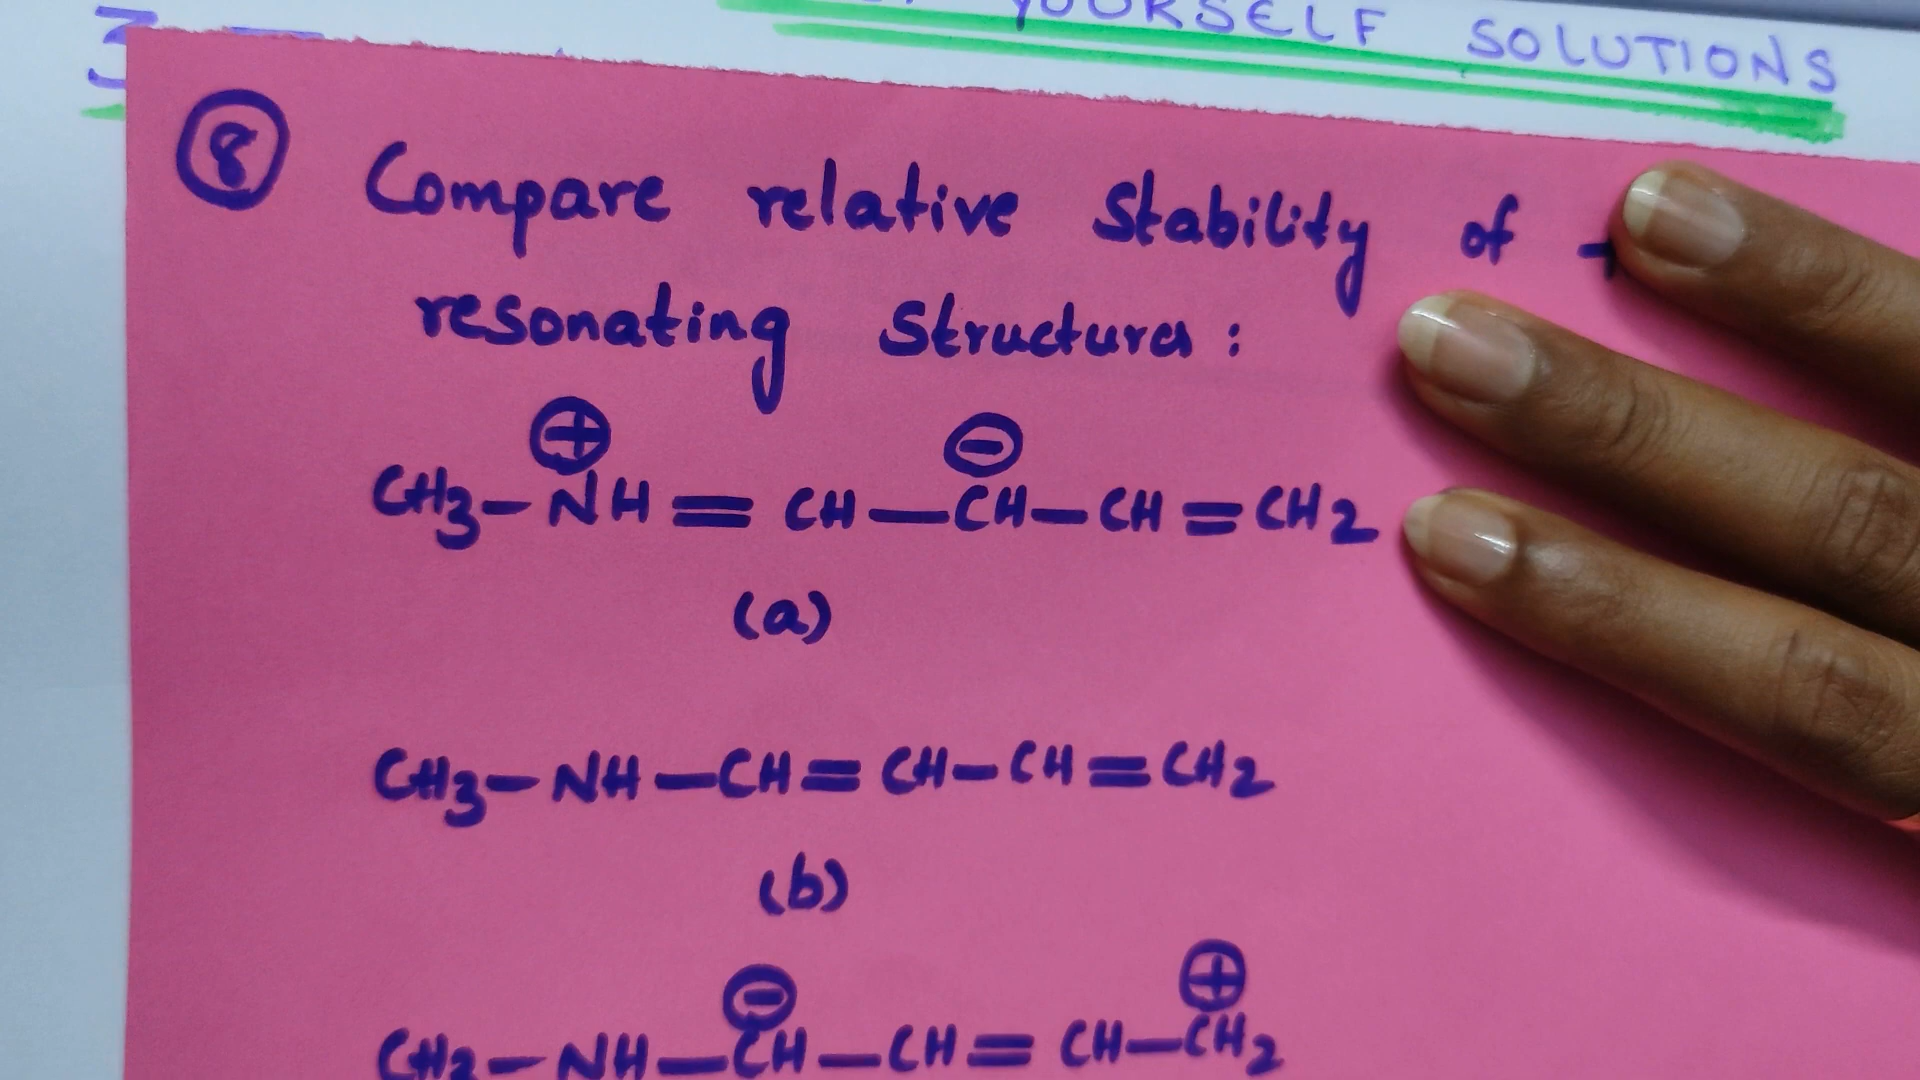 YOURSELF SOLUTIONS
⑧ Compare relative stability of
resonating structures:
⊕ ⊖
CH3-NH=CH-CH-CH=CH2
(a)
CH3-NH-CH=CH-CH=CH2
(b)
⊖ ⊕
CH3-NH-CH-CH=CH-CH2